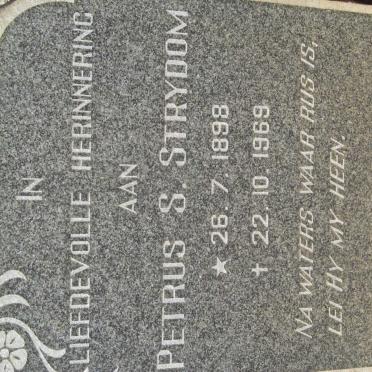 IN
LIEFDEVOLLE HERINNERING
AAN
PETRUS S. STRYDOM
★ 26. 7. 1898
† 22. 10. 1969
NA WATERS WAAR RUS IS,
LEI HY MY HEEN.